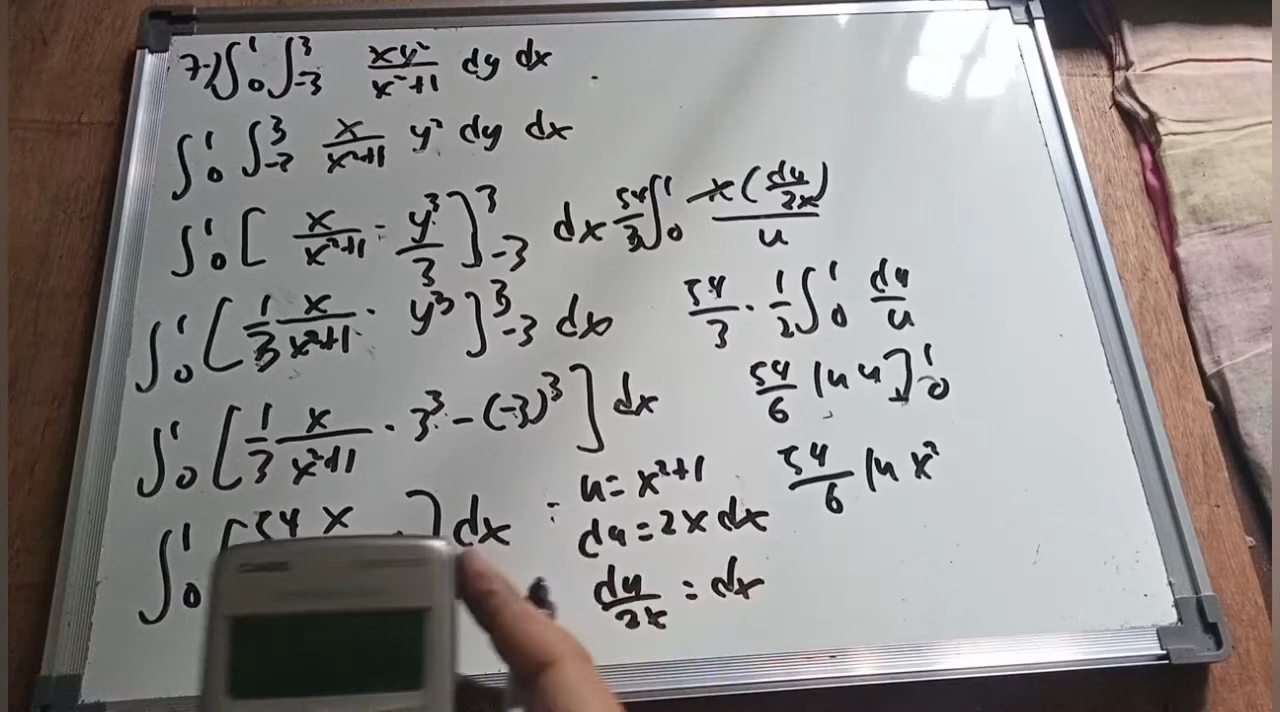 7.) ∫₀¹ ∫₋₃³ xy²/x²+1 dy dx
∫₀¹ ∫₋₃³ x/x²+1 y² dy dx
∫₀¹ [ x/x²+1 · y³/3 ]₋₃³ dx
∫₀¹ [ 1/3 x/x²+1 · y³ ]₋₃³ dx
∫₀¹ [ 1/3 x/x²+1 · 3³ - (-3)³ ] dx
∫₀¹ [ 54 x ] dx
u = x²+1
du = 2x dx
du/2x = dx
54/3 ∫₀¹ x (du/2x)/u
54/3 · 1/2 ∫₀¹ du/u
54/6 ln u ]₀¹
54/6 ln x²